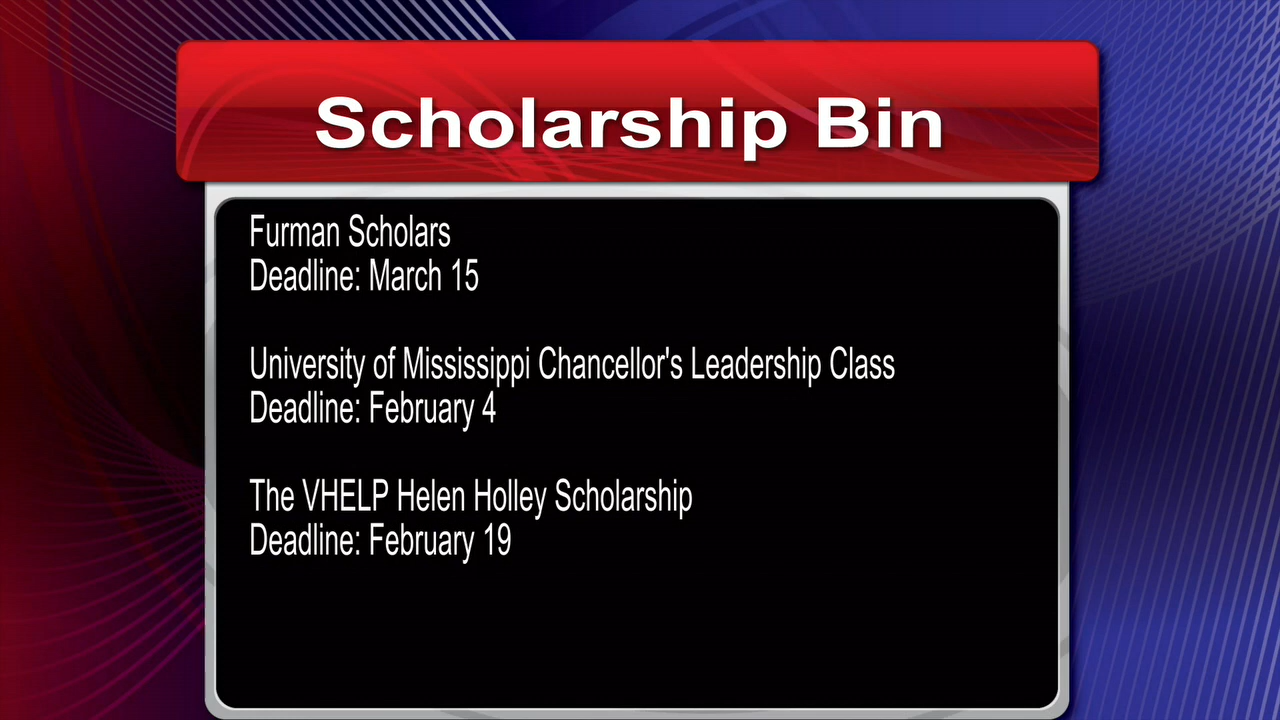 Scholarship Bin
Furman Scholars
Deadline: March 15
University of Mississippi Chancellor's Leadership Class
Deadline: February 4
The VHELP Helen Holley Scholarship
Deadline: February 19